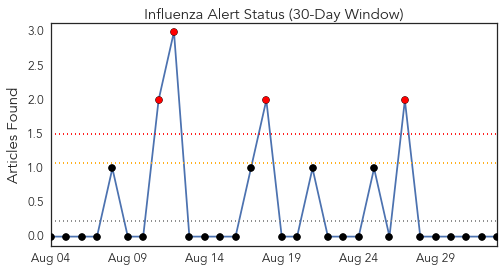 Influenza Alert Status (30-Day Window)
Articles Found
3.0
2.5
2.0
1.5
1.0
0.5
0.0
Aug 04 Aug 09 Aug 14 Aug 19 Aug 24 Aug 29